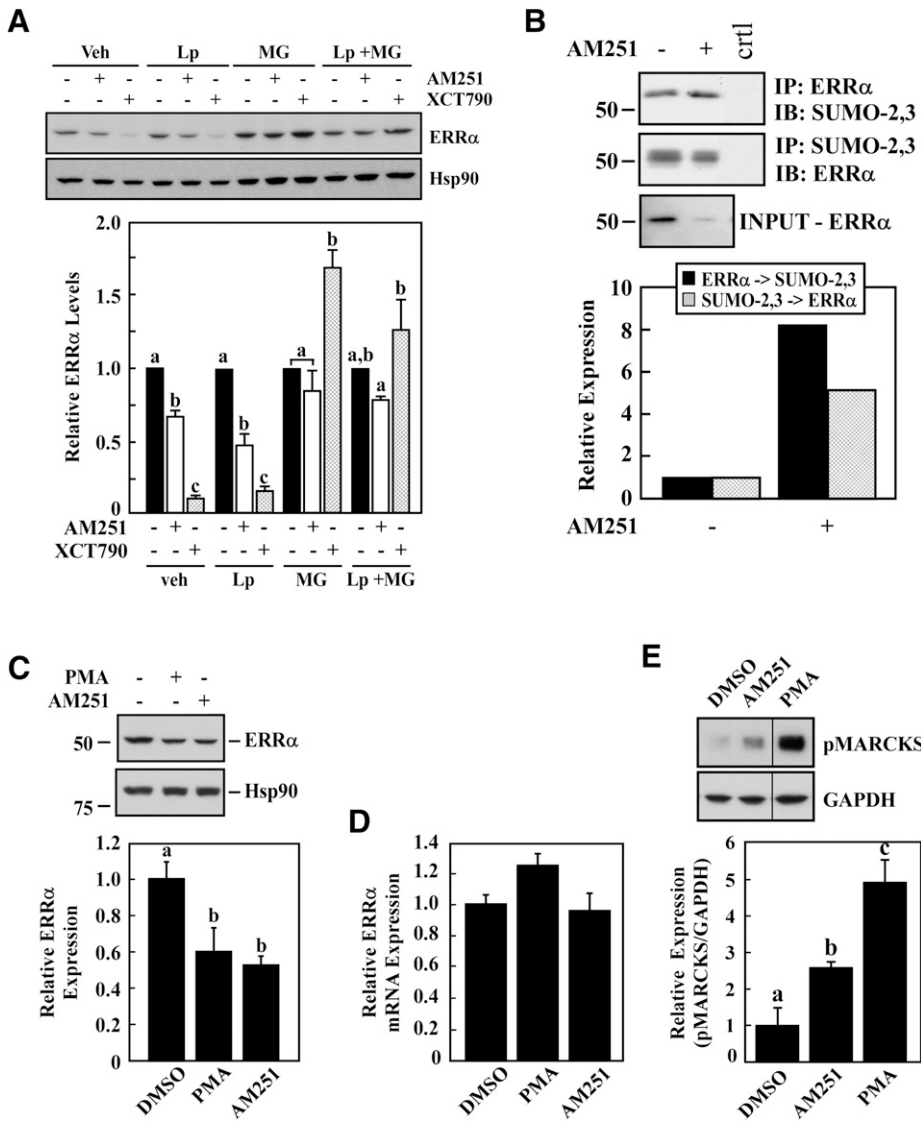 A
Veh Lp MG Lp +MG
- + - - + - - + - - + - AM251
- - + - - + - - + - - + XCT790
ERRα
Hsp90
Relative ERRα Levels
2.0
1.5
1.0
0.5
0
a b c a b c a b a,b a b
AM251 - + - - + - - + - - + -
XCT790 - - + - - + - - + - - +
veh Lp MG Lp +MG
B
AM251 - + crtl
50 IP: ERRα
IB: SUMO-2,3
50 IP: SUMO-2,3
IB: ERRα
50 INPUT - ERRα
ERRα -> SUMO-2,3
SUMO-2,3 -> ERRα
Relative Expression
10
8
6
4
2
0
AM251 - +
C
PMA - + -
AM251 - - +
50 ERRα
Hsp90
75
Relative ERRα
Expression
1.2
1.0
0.8
0.6
0.4
0.2
0
a b b
DMSO PMA AM251
D
Relative ERRα
mRNA Expression
1.4
1.2
1.0
0.8
0.6
0.4
0.2
0
DMSO PMA AM251
E
DMSO AM251 PMA
pMARCKS
GAPDH
Relative Expression
(pMARCKS/GAPDH)
6
5
4
3
2
1
0
a b c
DMSO AM251 PMA